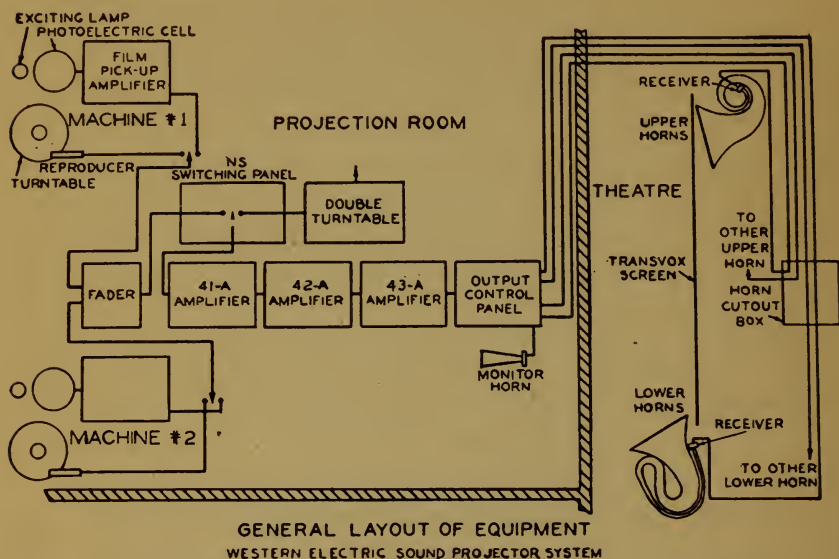 EXCITING LAMP
PHOTOELECTRIC CELL
FILM
PICK-UP
AMPLIFIER
MACHINE #1
REPRODUCER
TURNTABLE
PROJECTION ROOM
NS
SWITCHING PANEL
DOUBLE
TURNTABLE
FADER
41-A
AMPLIFIER
42-A
AMPLIFIER
43-A
AMPLIFIER
OUTPUT
CONTROL
PANEL
MONITOR
HORN
MACHINE #2
RECEIVER
UPPER
HORNS
THEATRE
TO
OTHER
UPPER
HORN
TRANSVOX
SCREEN
HORN
CUTOUT
BOX
LOWER
HORNS
RECEIVER
TO OTHER
LOWER HORN
GENERAL LAYOUT OF EQUIPMENT
WESTERN ELECTRIC SOUND PROJECTOR SYSTEM